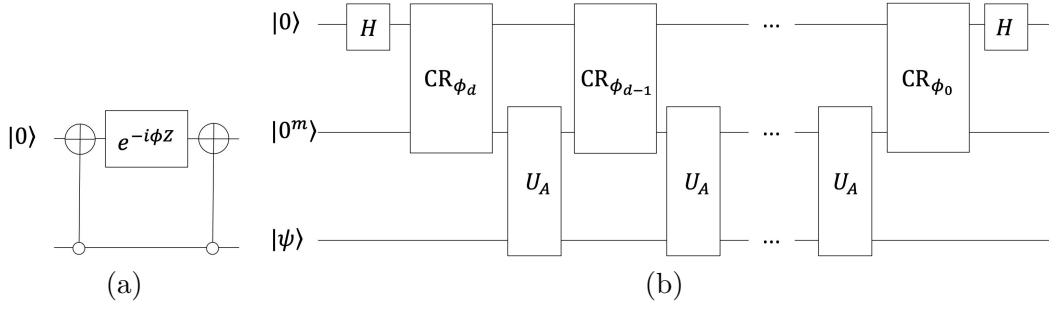 |0⟩ e^{-iϕZ}
(a)
|0⟩ H CR_{ϕ_d} CR_{ϕ_{d-1}} ... CR_{ϕ_0} H
|0^m⟩ ...
U_A U_A U_A
|ψ⟩ ...
(b)